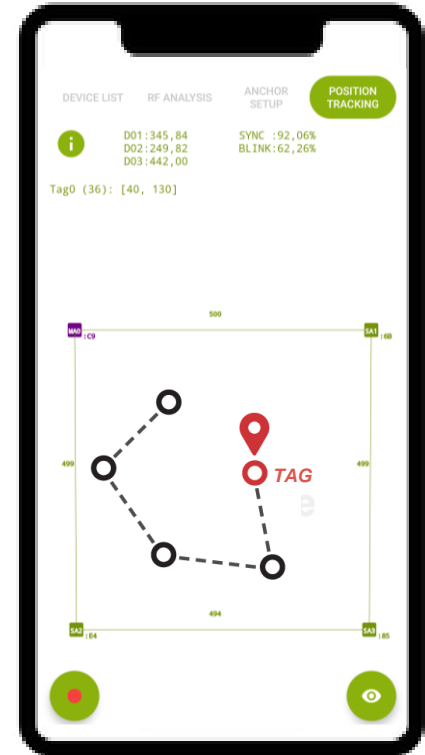 DEVICE LIST
RF ANALYSIS
ANCHOR
SETUP
POSITION
TRACKING
i
D01:345,84
D02:249,82
D03:442,00
SYNC :92,06%
BLINK:62,26%
Tag0 (36): [40, 130]
500
MA0 :C9
SA1 :6B
499
499
TAG
e
494
SA2 :E4
SA3 :85